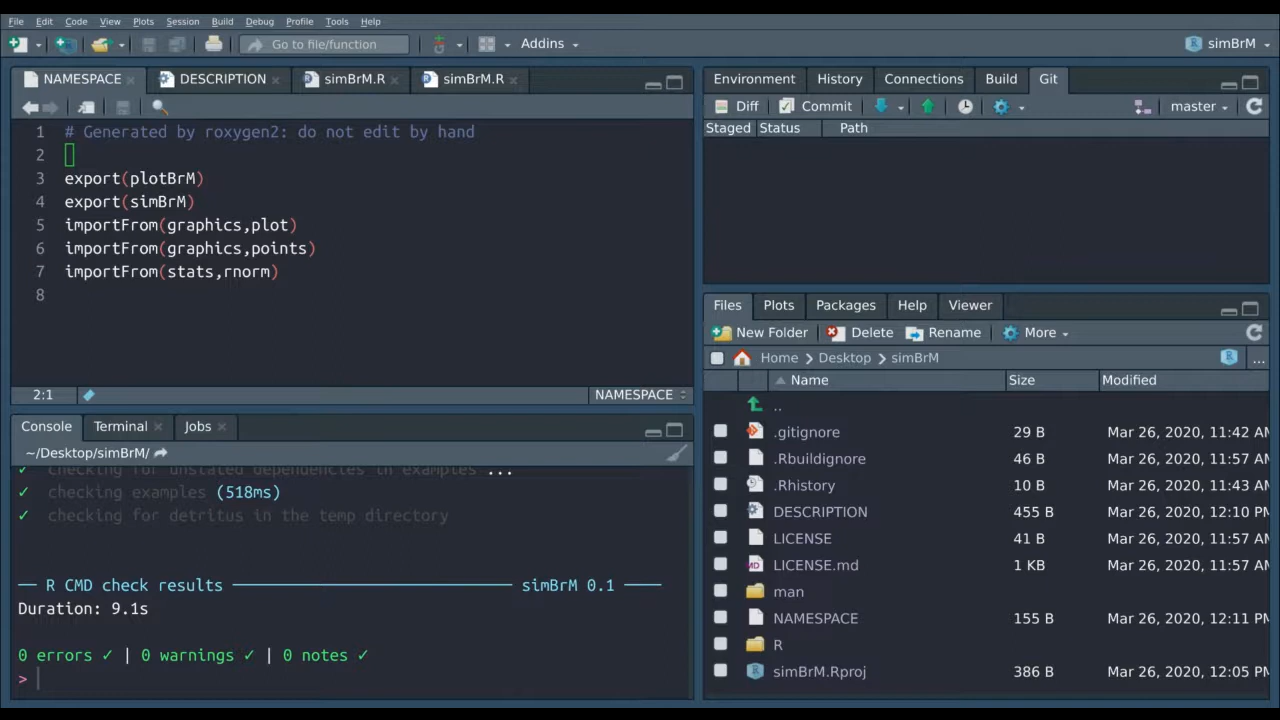 File Edit Code View Plots Session Build Debug Profile Tools Help
Go to file/function Addins simBrM
NAMESPACE DESCRIPTION simBrM.R simBrM.R
1 # Generated by roxygen2: do not edit by hand
2
3 export(plotBrM)
4 export(simBrM)
5 importFrom(graphics,plot)
6 importFrom(graphics,points)
7 importFrom(stats,rnorm)
8
2:1 NAMESPACE
Console Terminal Jobs
~/Desktop/simBrM/
✓ checking for unstated dependencies in examples ...
✓ checking examples (518ms)
✓ checking for detritus in the temp directory
── R CMD check results ──────────────────── simBrM 0.1 ────
Duration: 9.1s
0 errors ✓ | 0 warnings ✓ | 0 notes ✓
>
Environment History Connections Build Git
Diff Commit master
Staged Status Path
Files Plots Packages Help Viewer
New Folder Delete Rename More
Home Desktop simBrM ...
Name Size Modified
..
.gitignore 29 B Mar 26, 2020, 11:42 AM
.Rbuildignore 46 B Mar 26, 2020, 11:57 AM
.Rhistory 10 B Mar 26, 2020, 11:43 AM
DESCRIPTION 455 B Mar 26, 2020, 12:10 PM
LICENSE 41 B Mar 26, 2020, 11:57 AM
LICENSE.md 1 KB Mar 26, 2020, 11:57 AM
man
NAMESPACE 155 B Mar 26, 2020, 12:11 PM
R
simBrM.Rproj 386 B Mar 26, 2020, 12:05 PM